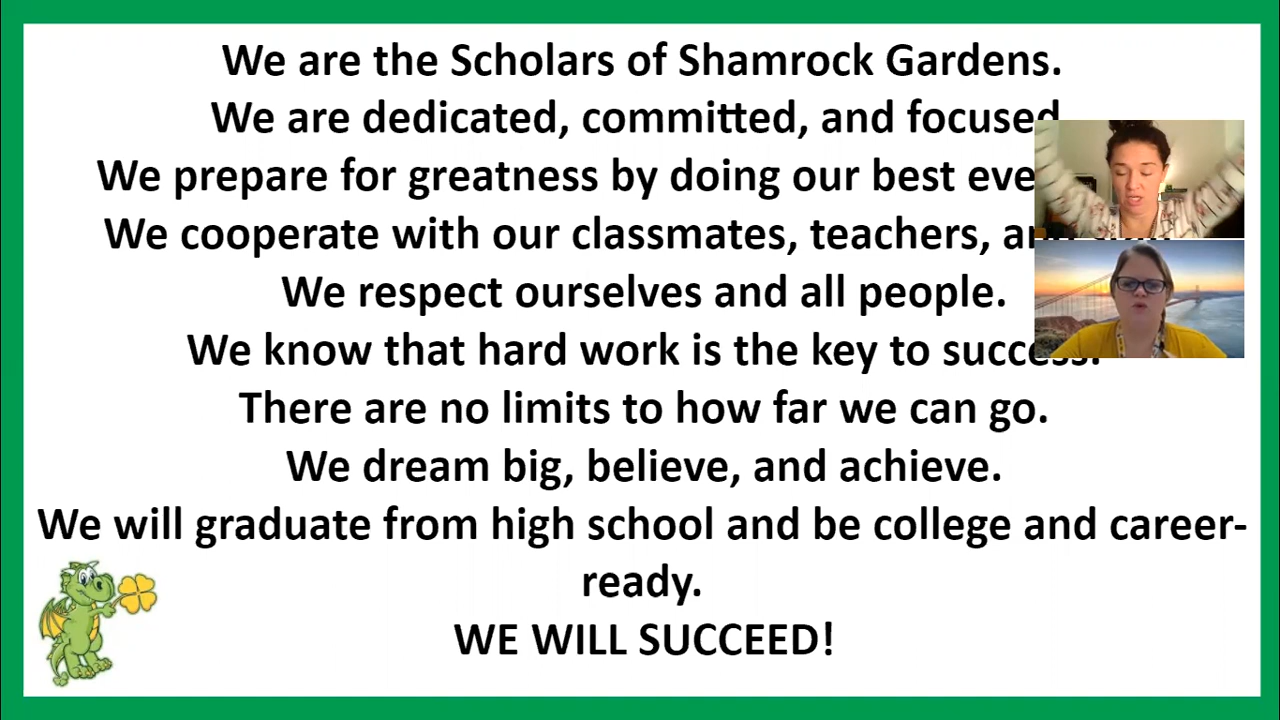 We are the Scholars of Shamrock Gardens.
We are dedicated, committed, and focused
We prepare for greatness by doing our best
We cooperate with our classmates, teachers,
We respect ourselves and all people.
We know that hard work is the key to success.
There are no limits to how far we can go.
We dream big, believe, and achieve.
We will graduate from high school and be college and career-
ready.
WE WILL SUCCEED!